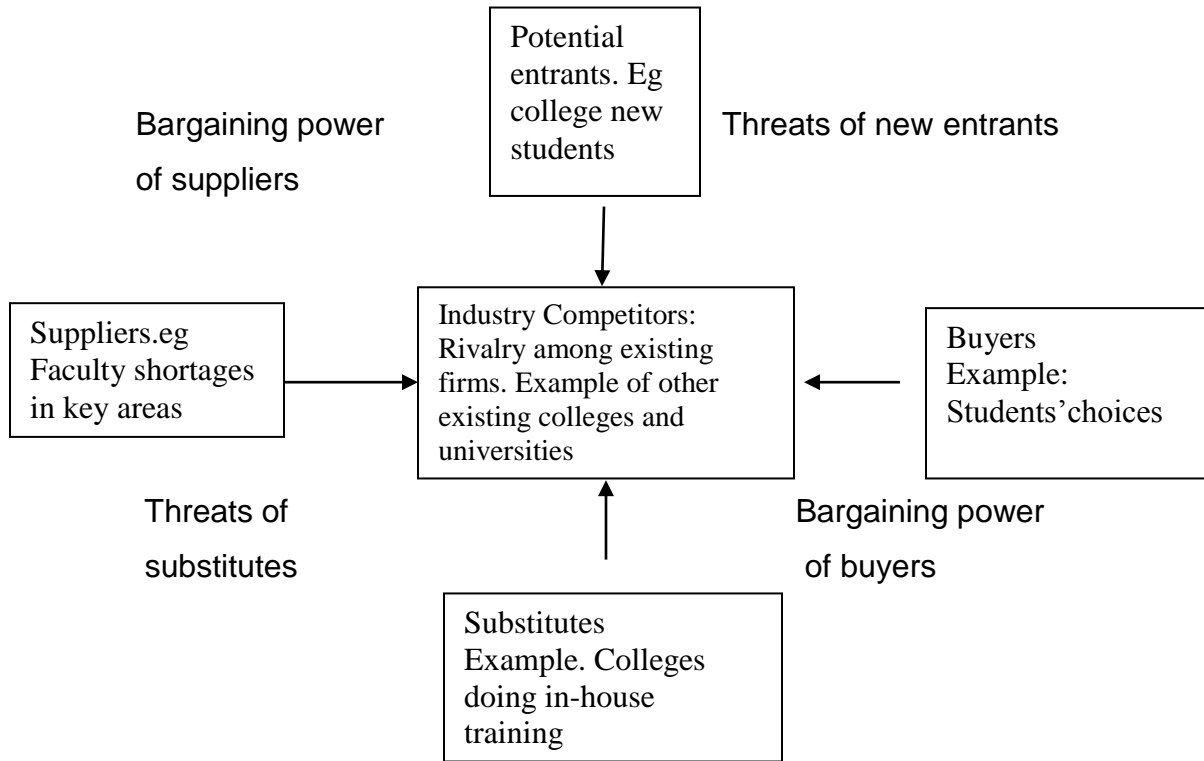 Potential
entrants. Eg
college new
students
Bargaining power
of suppliers
Threats of new entrants
Suppliers.eg
Faculty shortages
in key areas
Industry Competitors:
Rivalry among existing
firms. Example of other
existing colleges and
universities
Buyers
Example:
Students’choices
Threats of
substitutes
Bargaining power
of buyers
Substitutes
Example. Colleges
doing in-house
training